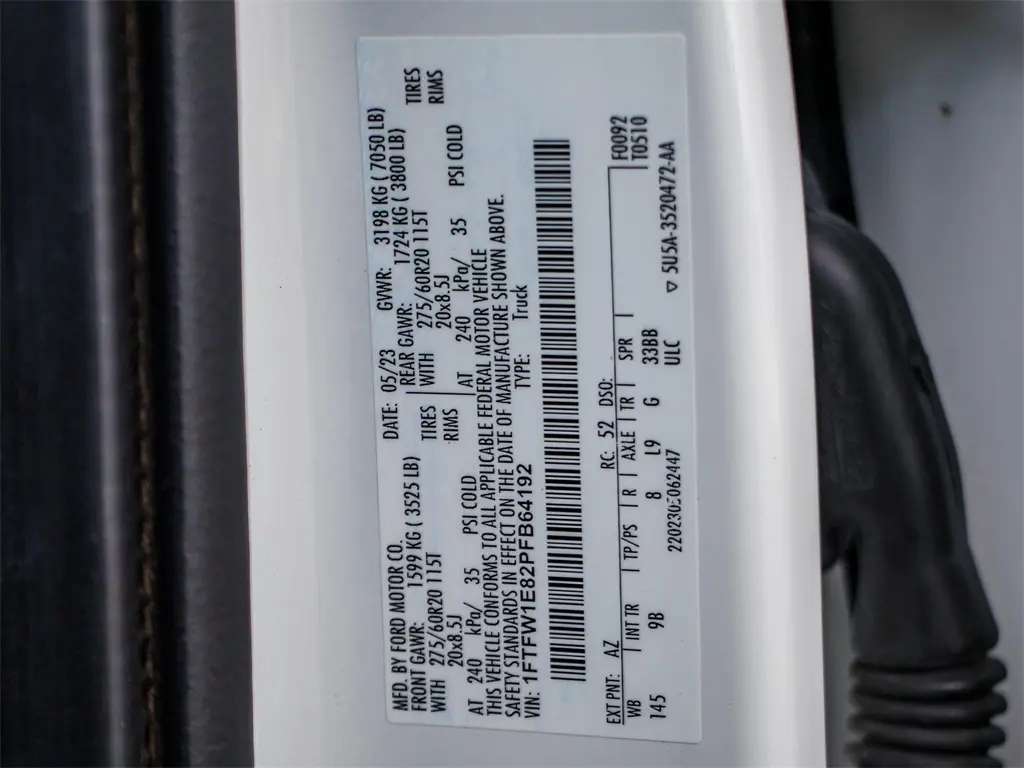 MFD. BY FORD MOTOR CO. DATE: 05/23 GVWR: 3198 KG ( 7050 LB)
FRONT GAWR: 1599 KG ( 3525 LB) REAR GAWR: 1724 KG ( 3800 LB)
WITH 275/60R20 115T TIRES WITH 275/60R20 115T TIRES
20x8.5J RIMS 20x8.5J RIMS
AT 240 kPa/ 35 PSI COLD AT 240 kPa/ 35 PSI COLD
THIS VEHICLE CONFORMS TO ALL APPLICABLE FEDERAL MOTOR VEHICLE
SAFETY STANDARDS IN EFFECT ON THE DATE OF MANUFACTURE SHOWN ABOVE.
VIN: 1FTFW1E82PFB64192 TYPE: Truck
EXT PNT: AZ RC: 52 DSO: F0092
WB INT TR TP/PS R AXLE TR SPR T0510
145 9B 8 L9 G 33BB
ULC
▽ 5U5A-3520472-AA